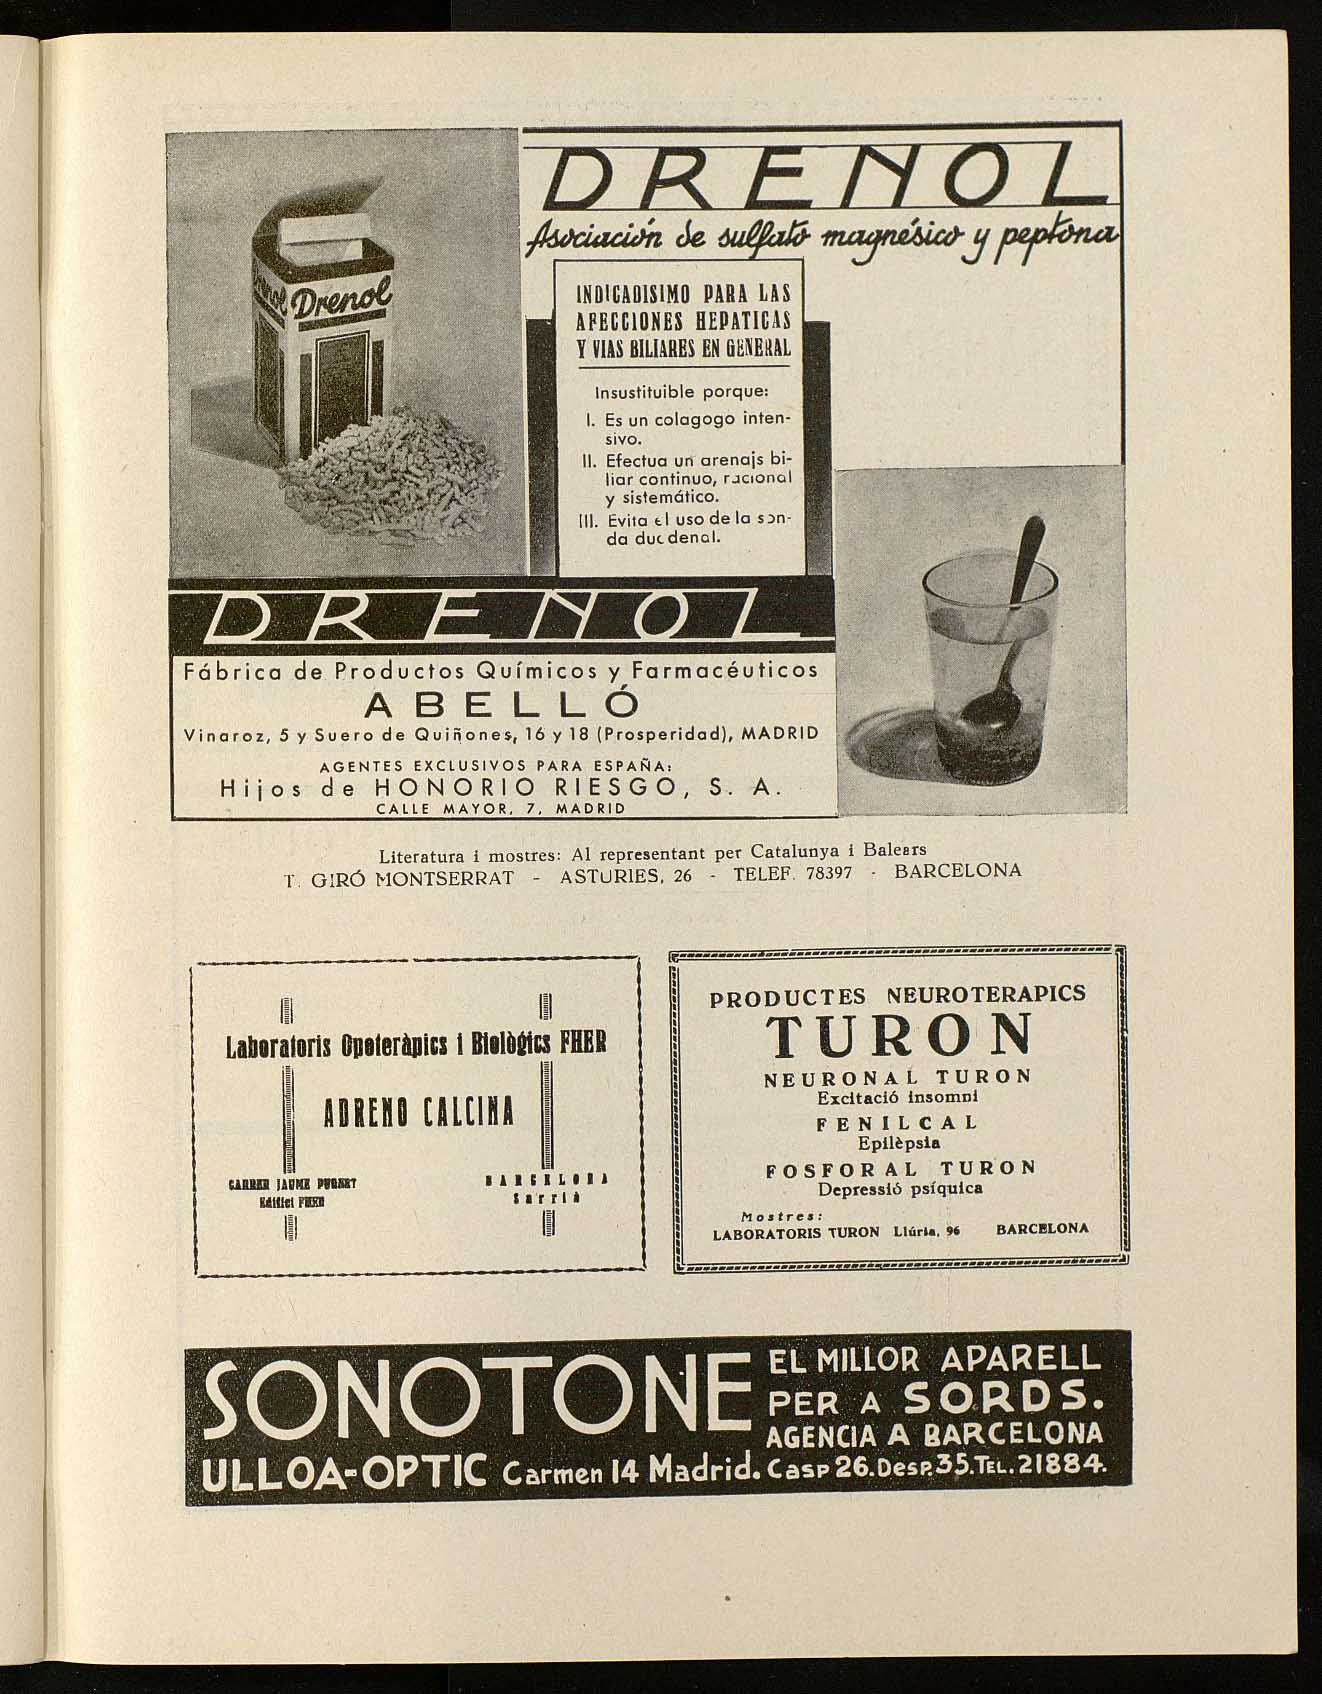 DRENOL
Asociación de sulfato magnésico y peptona
Drenol
Drenol
INDICADISIMO PARA LAS
AFECCIONES HEPATICAS
Y VIAS BILIARES EN GENERAL
Insustituible porque:
I. Es un colagogo inten-
sivo.
II. Efectua un arenajs bi-
liar continuo, racional
y sistemático.
III. Evita el uso de la son-
da duodenal.
DRENOL
Fábrica de Productos Químicos y Farmacéuticos
ABELLÓ
Vinaroz, 5 y Suero de Quiñones, 16 y 18 (Prosperidad), MADRID
AGENTES EXCLUSIVOS PARA ESPAÑA:
Hijos de HONORIO RIESGO, S. A.
CALLE MAYOR, 7, MADRID
Literatura i mostres: Al representant per Catalunya i Balears
T. GIRÓ MONTSERRAT - ASTURIES, 26 - TELEF. 78397 - BARCELONA
Laboratoris Opoteràpics i Biològics FHER
ADRENO CALCINA
CARRER JAUME PUBERT BARCELONA
Edifici FHER Sarrià
PRODUCTES NEUROTERAPICS
TURON
NEURONAL TURON
Excitació insomni
FENILCAL
Epilèpsia
FOSFORAL TURON
Depressió psíquica
Mostres:
LABORATORIS TURON Llúria, 96 BARCELONA
SONOTONE
EL MILLOR APARELL
PER A SORDS.
AGENCIA A BARCELONA
ULLOA-OPTIC Carmen 14 Madrid. Casp 26. Desp. 35. TEL. 21884.